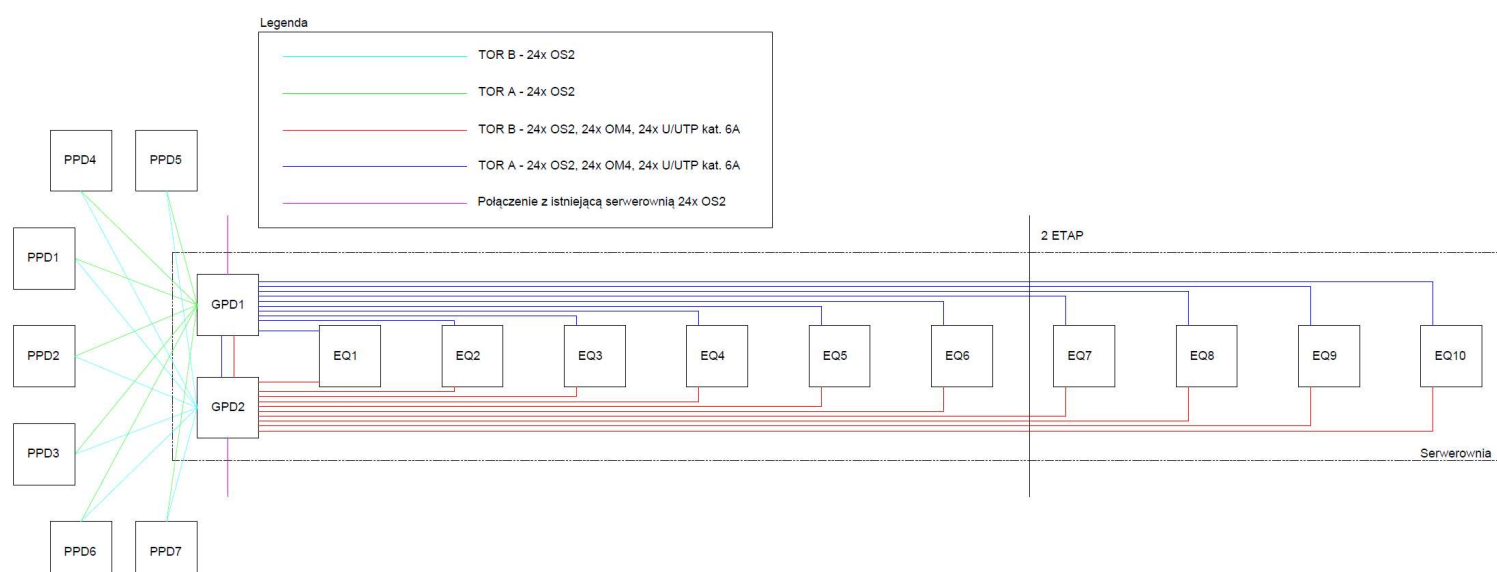 Legenda
TOR B - 24x OS2
TOR A - 24x OS2
TOR B - 24x OS2, 24x OM4, 24x U/UTP kat. 6A
TOR A - 24x OS2, 24x OM4, 24x U/UTP kat. 6A
Połączenie z istniejącą serwerownią 24x OS2
PPD4
PPD5
PPD1
2 ETAP
GPD1
PPD2
EQ1
EQ2
EQ3
EQ4
EQ5
EQ6
EQ7
EQ8
EQ9
EQ10
GPD2
PPD3
Serwerownia
PPD6
PPD7